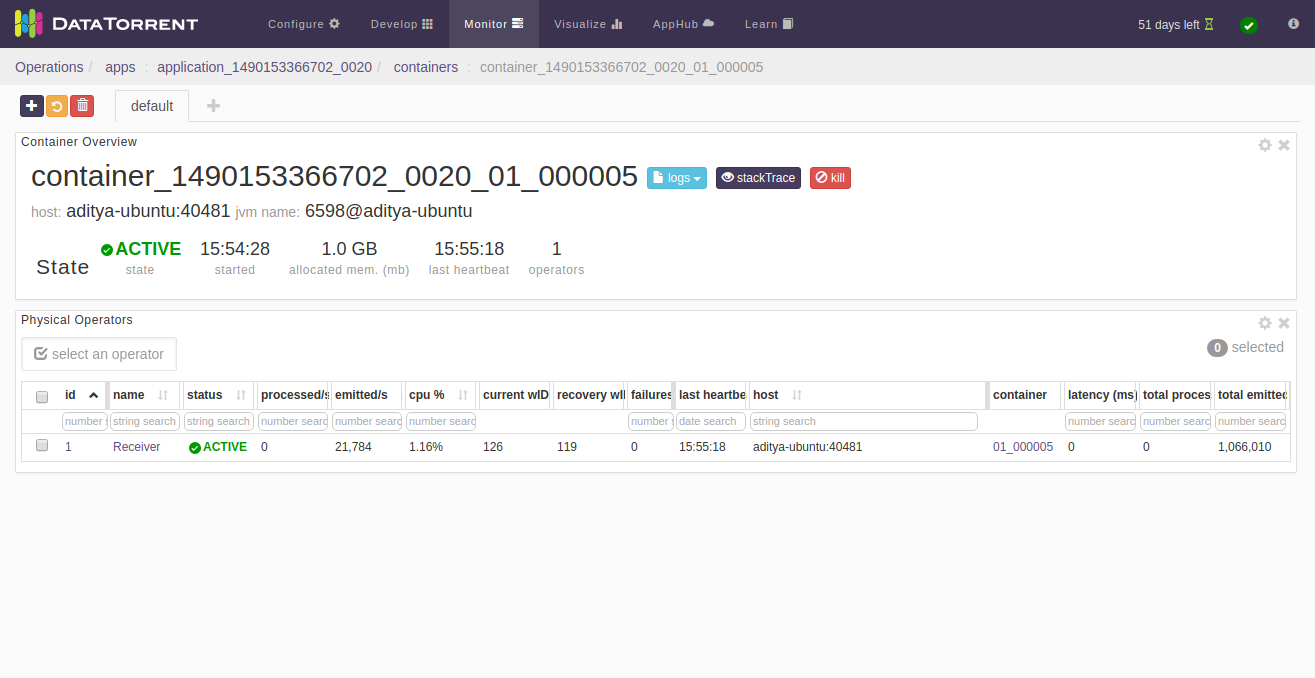 DATATORRENT Configure Develop Monitor Visualize AppHub Learn 51 days left
Operations / apps : application_1490153366702_0020 / containers : container_1490153366702_0020_01_000005
default
Container Overview
container_1490153366702_0020_01_000005 logs stackTrace kill
host: aditya-ubuntu:40481 jvm name: 6598@aditya-ubuntu
State ACTIVE 15:54:28 1.0 GB 15:55:18 1
state started allocated mem. (mb) last heartbeat operators
Physical Operators
select an operator 0 selected
id name status processed/s emitted/s cpu % current wID recovery wI failures last heartbe host container latency (ms) total proces total emitted
number s string search string search number searc number searc number searc number s date search string search number searc number searc number searc
1 Receiver ACTIVE 0 21,784 1.16% 126 119 0 15:55:18 aditya-ubuntu:40481 01_000005 0 0 1,066,010